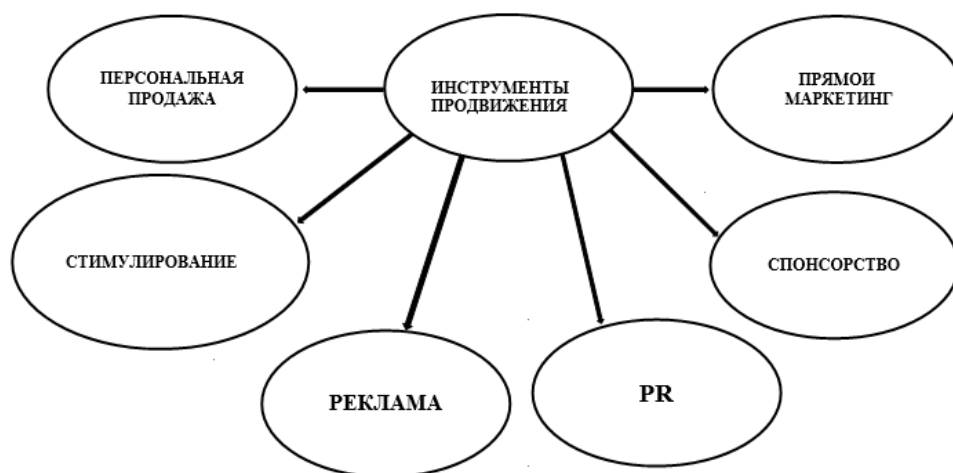 ПЕРСОНАЛЬНАЯ
ПРОДАЖА
ИНСТРУМЕНТЫ
ПРОДВИЖЕНИЯ
ПРЯМОИ
МАРКЕТИНГ
СТИМУЛИРОВАНИЕ
СПОНСОРСТВО
РЕКЛАМА
PR